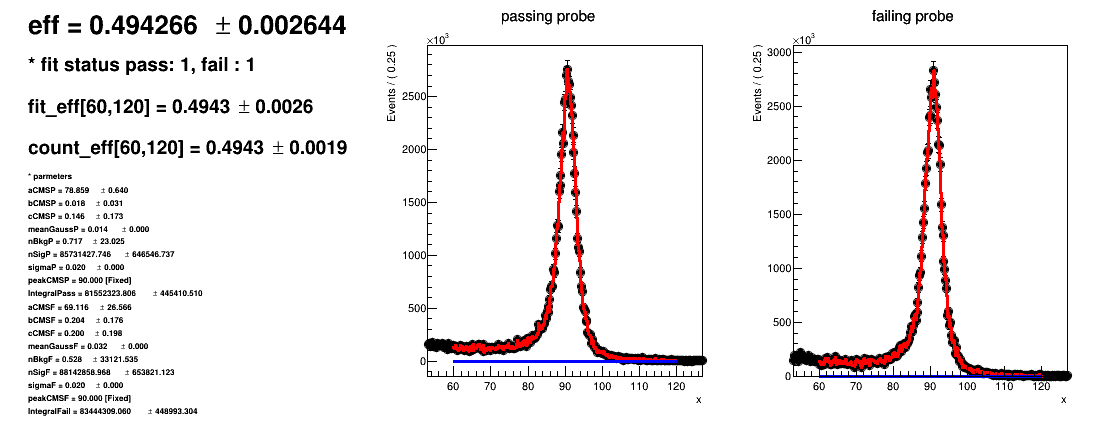 eff = 0.494266 ± 0.002644
* fit status pass: 1, fail : 1
fit_eff[60,120] = 0.4943 ± 0.0026
count_eff[60,120] = 0.4943 ± 0.0019
* parmeters
aCMSP = 78.859 ± 0.640
bCMSP = 0.018 ± 0.031
cCMSP = 0.146 ± 0.173
meanGaussP = 0.014 ± 0.000
nBkgP = 0.717 ± 23.025
nSigP = 85731427.746 ± 646546.737
sigmaP = 0.020 ± 0.000
peakCMSP = 90.000 [Fixed]
IntegralPass = 81552323.806 ± 445410.510
aCMSF = 69.116 ± 26.566
bCMSF = 0.204 ± 0.176
cCMSF = 0.200 ± 0.198
meanGaussF = 0.032 ± 0.000
nBkgF = 0.528 ± 33121.535
nSigF = 88142858.968 ± 653821.123
sigmaF = 0.020 ± 0.000
peakCMSF = 90.000 [Fixed]
IntegralFail = 83444309.060 ± 448993.304
passing probe
×10³
Events / ( 0.25 )
2500
2000
1500
1000
500
0
60 70 80 90 100 110 120
x
failing probe
×10³
Events / ( 0.25 )
3000
2500
2000
1500
1000
500
0
60 70 80 90 100 110 120
x